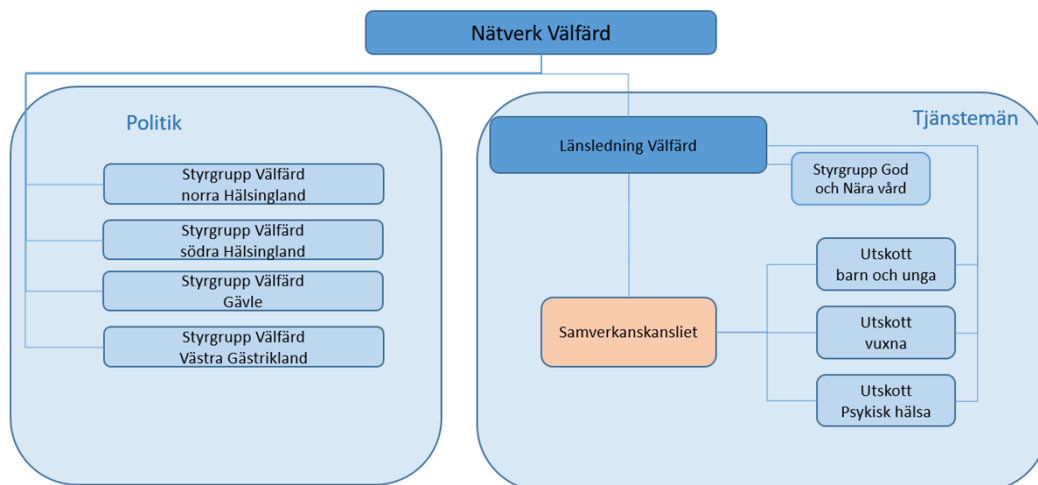 Nätverk Välfärd
Politik
Styrgrupp Välfärd
norra Hälsingland
Styrgrupp Välfärd
södra Hälsingland
Styrgrupp Välfärd
Gävle
Styrgrupp Välfärd
Västra Gästrikland
Tjänstemän
Länsledning Välfärd
Styrgrupp God
och Nära vård
Samverkanskansliet
Utskott
barn och unga
Utskott
vuxna
Utskott
Psykisk hälsa